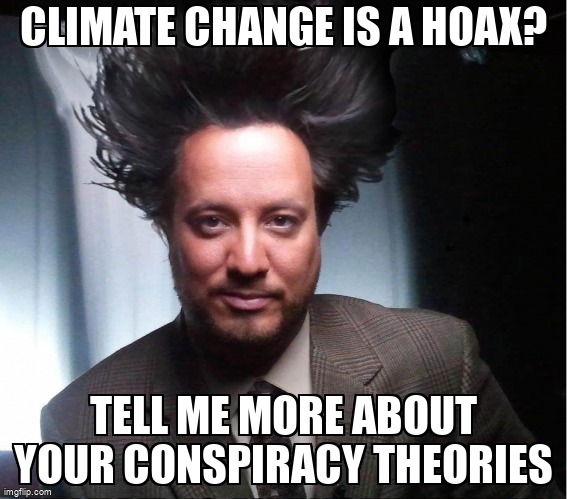 CLIMATE CHANGE IS A HOAX?
TELL ME MORE ABOUT
YOUR CONSPIRACY THEORIES
imgflip.com